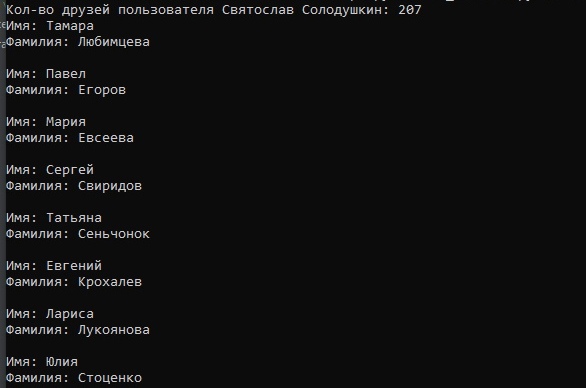 Кол-во друзей пользователя Святослав Солодушкин: 207
Имя: Тамара
Фамилия: Любимцева
Имя: Павел
Фамилия: Егоров
Имя: Мария
Фамилия: Евсеева
Имя: Сергей
Фамилия: Свиридов
Имя: Татьяна
Фамилия: Сеньчонок
Имя: Евгений
Фамилия: Крохалев
Имя: Лариса
Фамилия: Лукоянова
Имя: Юлия
Фамилия: Стоценко